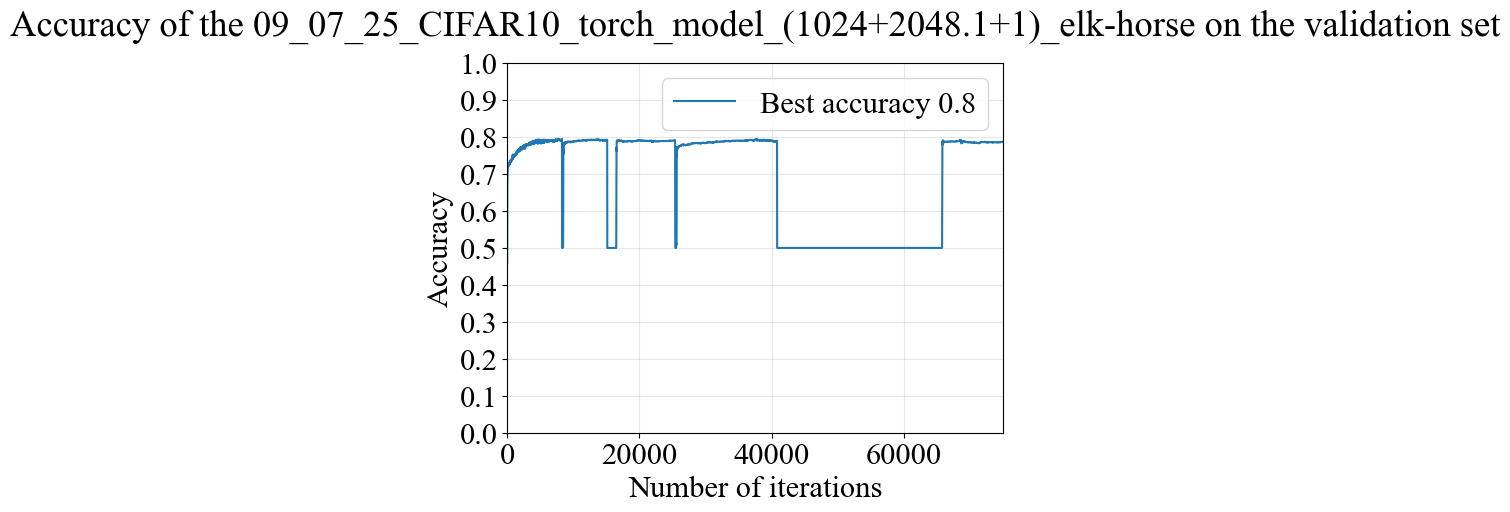 Accuracy of the 09_07_25_CIFAR10_torch_model_(1024+2048.1+1)_elk-horse on the validation set
Best accuracy 0.8
Accuracy
1.0
0.9
0.8
0.7
0.6
0.5
0.4
0.3
0.2
0.1
0.0
0 20000 40000 60000
Number of iterations